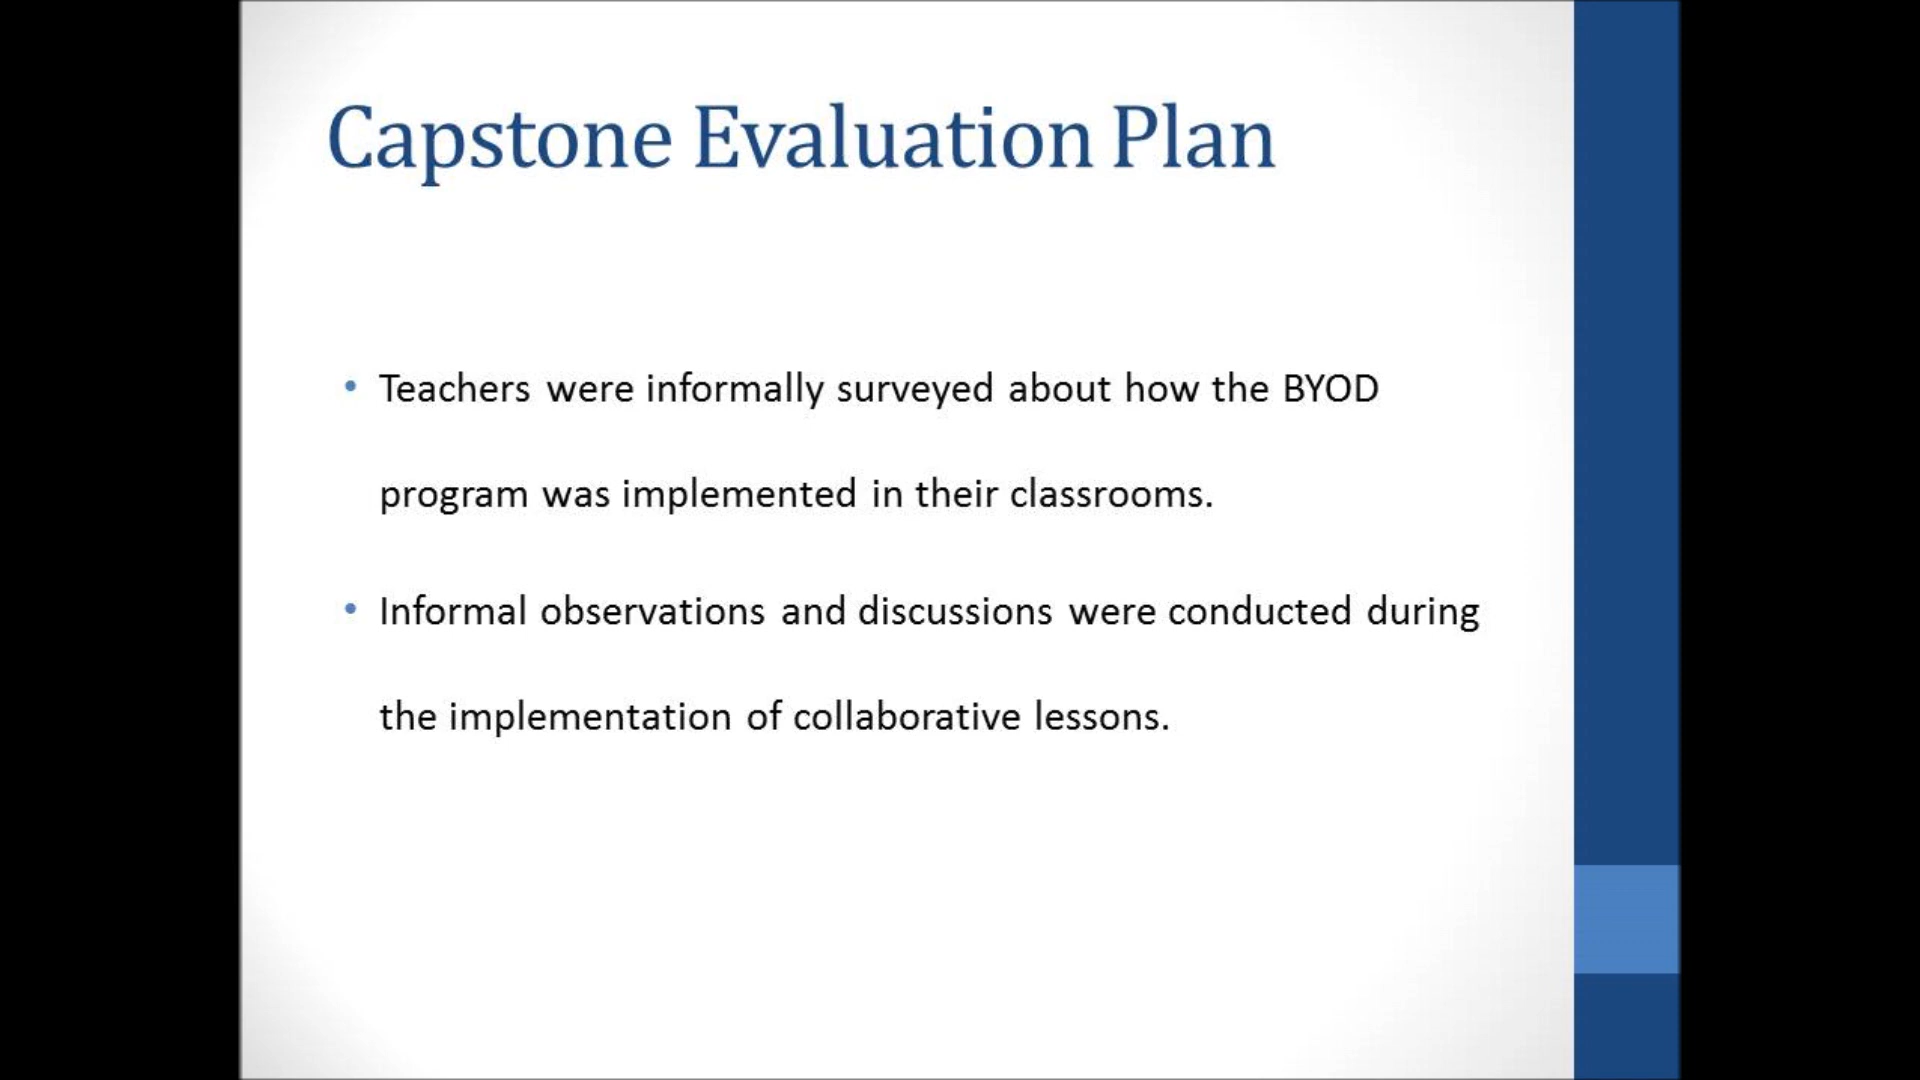 Capstone Evaluation Plan
• Teachers were informally surveyed about how the BYOD
program was implemented in their classrooms.
• Informal observations and discussions were conducted during
the implementation of collaborative lessons.